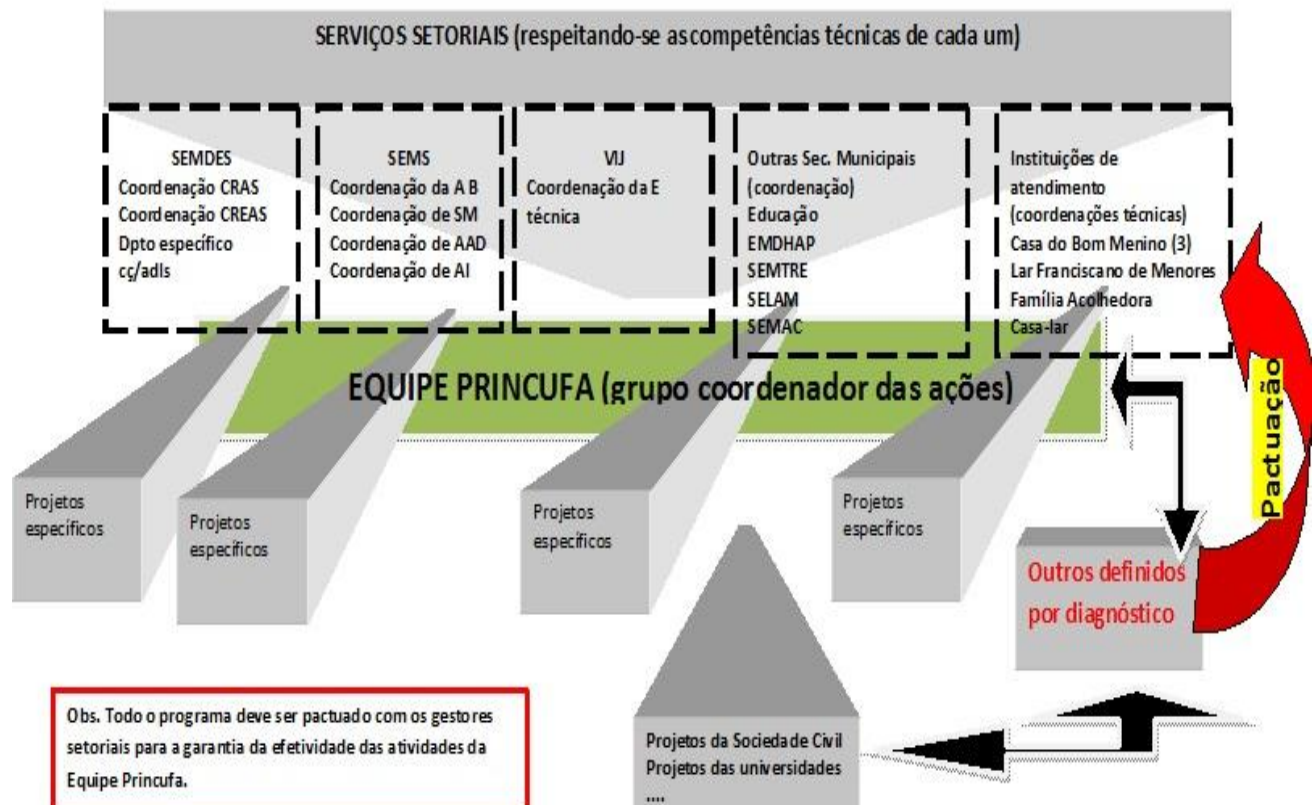 SERVIÇOS SETORIAIS (respeitando-se ascompetências técnicas de cada um)
SEMDES
Coordenação CRAS
Coordenação CREAS
Dpto específico
cç/adls
SEMS
Coordenação da A B
Coordenação de SM
Coordenação de AAD
Coordenação de AI
VIJ
Coordenação da E
técnica
Outras Sec. Municipais
(coordenação)
Educação
EMDHAP
SEMTRE
SELAM
SEMAC
Instituições de
atendimento
(coordenações técnicas)
Casa do Bom Menino (3)
Lar Franciscano de Menores
Família Acolhedora
Casa-lar
EQUIPE PRINCUFA (grupo coordenador das ações)
Pactuação
Projetos
específicos
Projetos
específicos
Projetos
específicos
Projetos
específicos
Outros definidos
por diagnóstico
Obs. Todo o programa deve ser pactuado com os gestores
setoriais para a garantia da efetividade das atividades da
Equipe Princufa.
Projetos da Sociedade Civil
Projetos das universidades
....